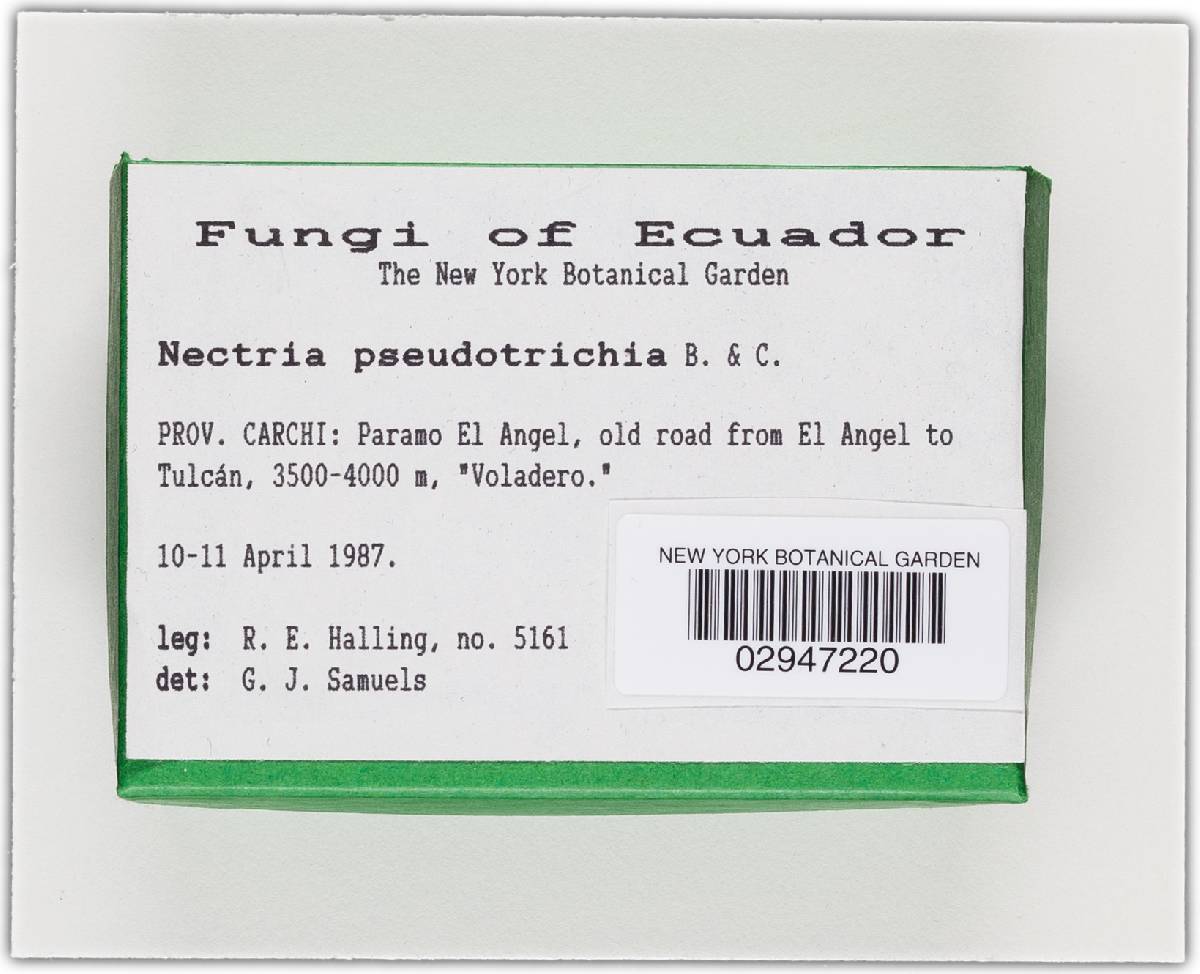 Fungi of Ecuador
The New York Botanical Garden
Nectria pseudotrichia B. & C.
PROV. CARCHI: Paramo El Angel, old road from El Angel to
Tulcán, 3500-4000 m, "Voladero."
10-11 April 1987.
leg: R. E. Halling, no. 5161
det: G. J. Samuels
NEW YORK BOTANICAL GARDEN
02947220